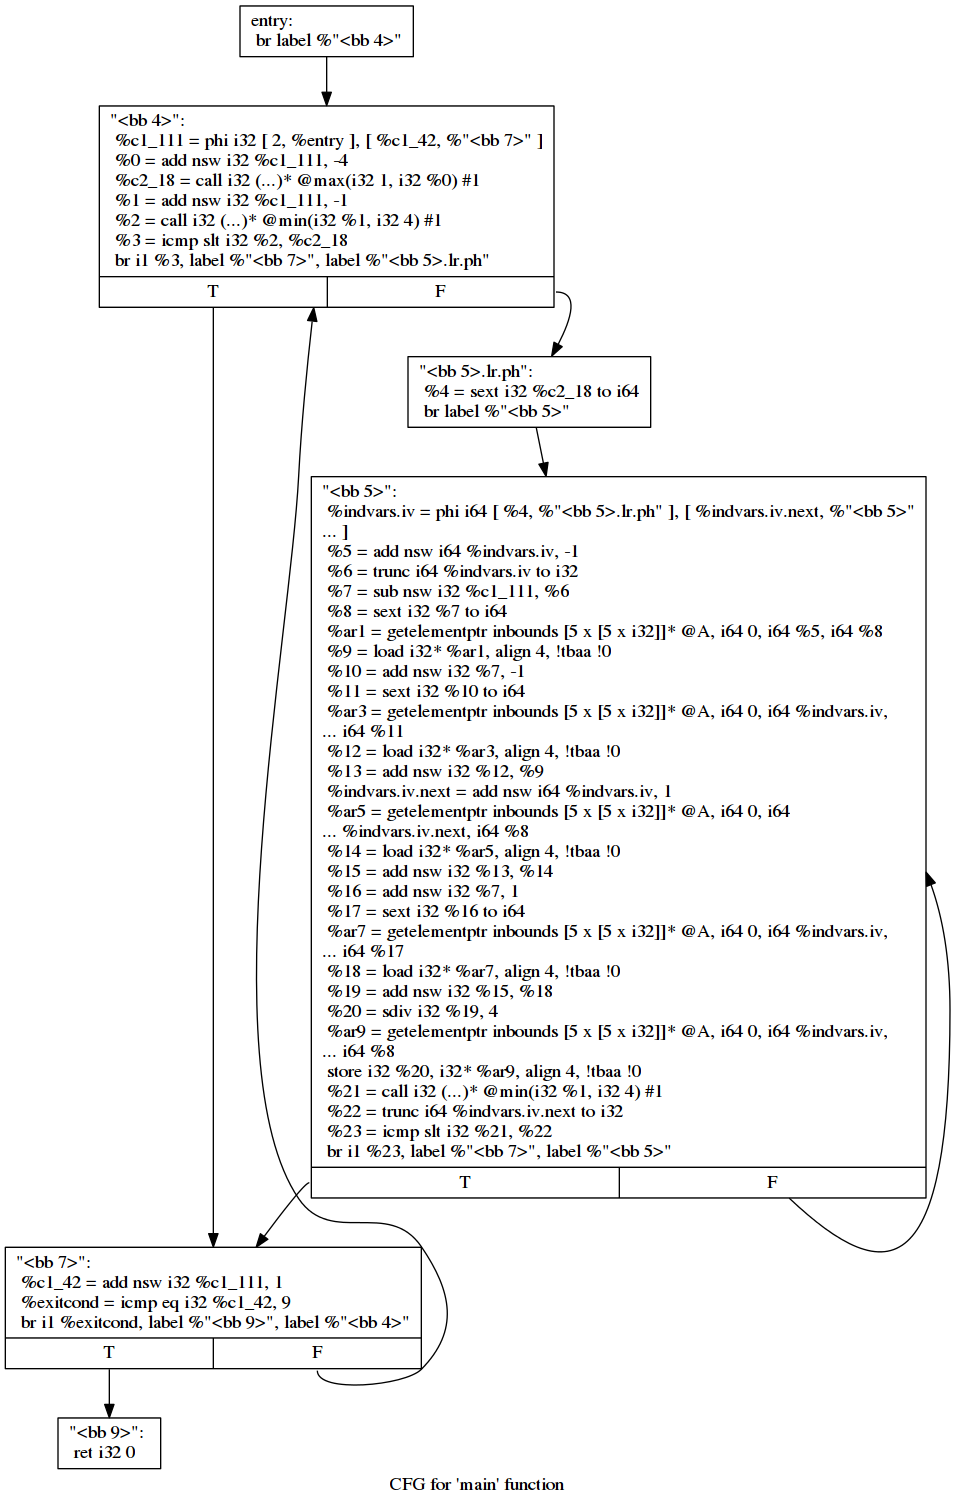 entry:
br label %"<bb 4>"
"<bb 4>":
%c1_111 = phi i32 [ 2, %entry ], [ %c1_42, %"<bb 7>" ]
%0 = add nsw i32 %c1_111, -4
%c2_18 = call i32 (...)* @max(i32 1, i32 %0) #1
%1 = add nsw i32 %c1_111, -1
%2 = call i32 (...)* @min(i32 %1, i32 4) #1
%3 = icmp slt i32 %2, %c2_18
br i1 %3, label %"<bb 7>", label %"<bb 5>.lr.ph"
T
F
"<bb 5>.lr.ph":
%4 = sext i32 %c2_18 to i64
br label %"<bb 5>"
"<bb 5>":
%indvars.iv = phi i64 [ %4, %"<bb 5>.lr.ph" ], [ %indvars.iv.next, %"<bb 5>"
... ]
%5 = add nsw i64 %indvars.iv, -1
%6 = trunc i64 %indvars.iv to i32
%7 = sub nsw i32 %c1_111, %6
%8 = sext i32 %7 to i64
%ar1 = getelementptr inbounds [5 x [5 x i32]]* @A, i64 0, i64 %5, i64 %8
%9 = load i32* %ar1, align 4, !tbaa !0
%10 = add nsw i32 %7, -1
%11 = sext i32 %10 to i64
%ar3 = getelementptr inbounds [5 x [5 x i32]]* @A, i64 0, i64 %indvars.iv,
... i64 %11
%12 = load i32* %ar3, align 4, !tbaa !0
%13 = add nsw i32 %12, %9
%indvars.iv.next = add nsw i64 %indvars.iv, 1
%ar5 = getelementptr inbounds [5 x [5 x i32]]* @A, i64 0, i64
... %indvars.iv.next, i64 %8
%14 = load i32* %ar5, align 4, !tbaa !0
%15 = add nsw i32 %13, %14
%16 = add nsw i32 %7, 1
%17 = sext i32 %16 to i64
%ar7 = getelementptr inbounds [5 x [5 x i32]]* @A, i64 0, i64 %indvars.iv,
... i64 %17
%18 = load i32* %ar7, align 4, !tbaa !0
%19 = add nsw i32 %15, %18
%20 = sdiv i32 %19, 4
%ar9 = getelementptr inbounds [5 x [5 x i32]]* @A, i64 0, i64 %indvars.iv,
... i64 %8
store i32 %20, i32* %ar9, align 4, !tbaa !0
%21 = call i32 (...)* @min(i32 %1, i32 4) #1
%22 = trunc i64 %indvars.iv.next to i32
%23 = icmp slt i32 %21, %22
br i1 %23, label %"<bb 7>", label %"<bb 5>"
T
F
"<bb 7>":
%c1_42 = add nsw i32 %c1_111, 1
%exitcond = icmp eq i32 %c1_42, 9
br i1 %exitcond, label %"<bb 9>", label %"<bb 4>"
T
F
"<bb 9>":
ret i32 0
CFG for 'main' function